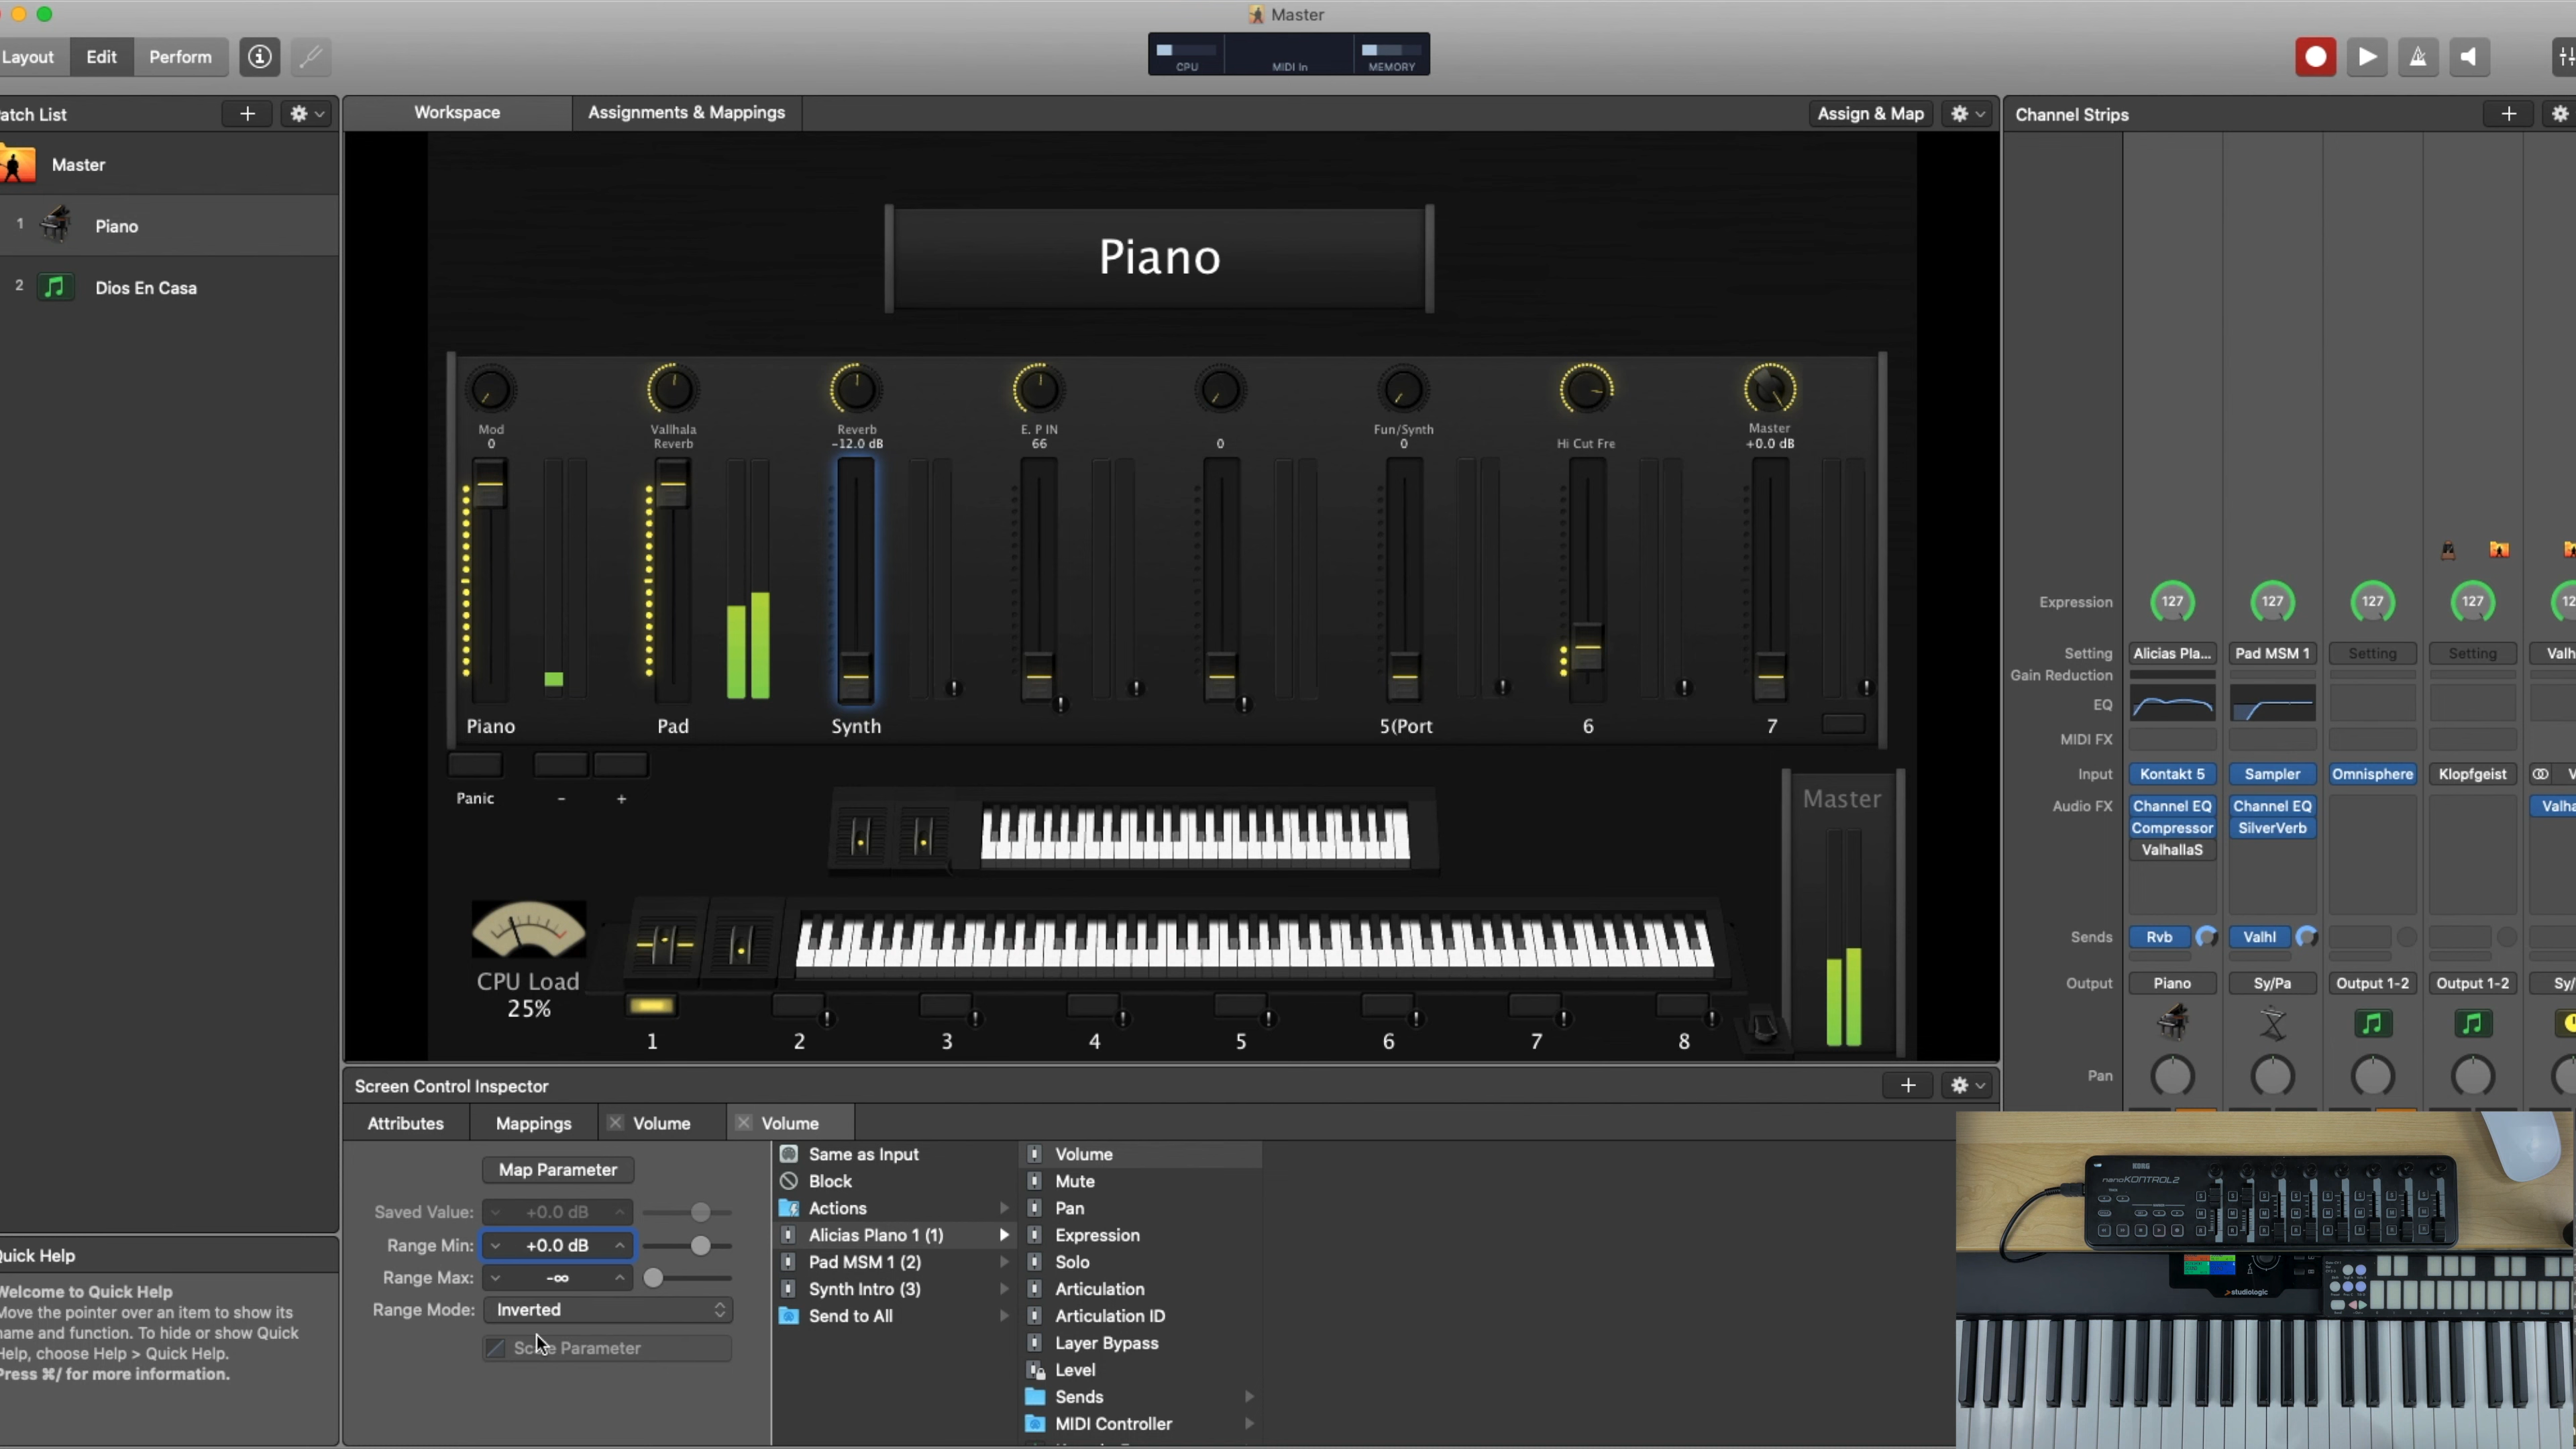 Master
Layout Edit Perform
CPU MIDI In MEMORY
atch List
Workspace Assignments & Mappings Assign & Map
Channel Strips
Master
1 Piano
2 Dios En Casa
Piano
Mod
0
Vallhala
Reverb
Reverb
-12.0 dB
E. P IN
66
0
Fun/Synth
0
Hi Cut Fre
Master
+0.0 dB
Piano Pad Synth 5(Port 6 7
Panic - +
Master
CPU Load
25%
1 2 3 4 5 6 7 8
Expression 127 127 127 127 12
Setting Alicias Pla... Pad MSM 1 Setting Setting Valh
Gain Reduction
EQ
MIDI FX
Input Kontakt 5 Sampler Omnisphere Klopfgeist V
Audio FX Channel EQ Channel EQ Valha
Compressor SilverVerb
ValhallaS
Sends Rvb Valhl
Output Piano Sy/Pa Output 1-2 Output 1-2 Sy/
Pan
Screen Control Inspector
Attributes Mappings Volume Volume
Map Parameter
Saved Value: +0.0 dB
Range Min: +0.0 dB
Range Max: -∞
Range Mode: Inverted
Parameter
Same as Input
Block
Actions
Alicias PIano 1 (1)
Pad MSM 1 (2)
Synth Intro (3)
Send to All
Volume
Mute
Pan
Expression
Solo
Articulation
Articulation ID
Layer Bypass
Level
Sends
MIDI Controller
Quick Help
Welcome to Quick Help
Move the pointer over an item to show its
name and function. To hide or show Quick
Help, choose Help > Quick Help.
Press ⌘/ for more information.
KORG
nanoKONTROL2
studiologic